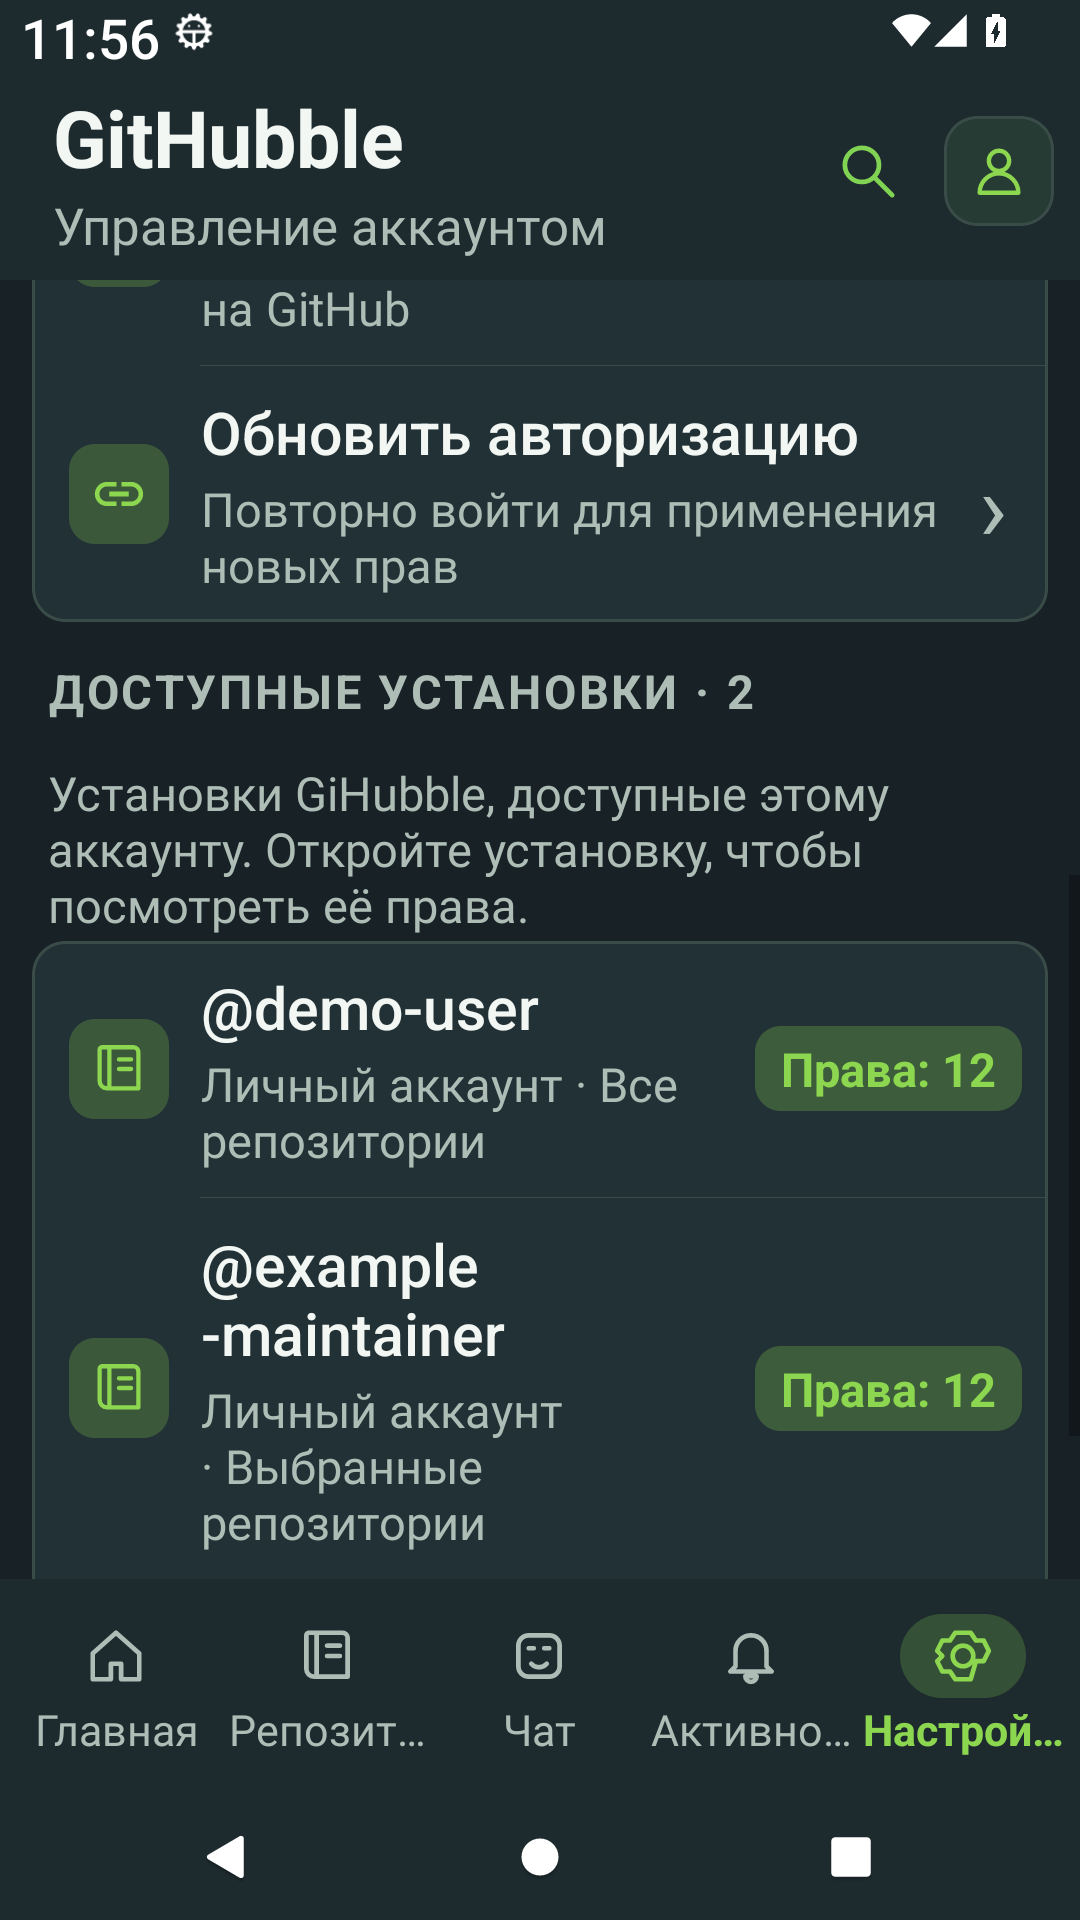 11:56
GitHubble
Управление аккаунтом
на GitHub
Обновить авторизацию
Повторно войти для применения
новых прав
ДОСТУПНЫЕ УСТАНОВКИ · 2
Установки GiHubble, доступные этому
аккаунту. Откройте установку, чтобы
посмотреть её права.
@demo-user
Личный аккаунт · Все
репозитории
Права: 12
@example
-maintainer
Личный аккаунт
· Выбранные
репозитории
Права: 12
Главная
Репозит...
Чат
Активно...
Настрой...